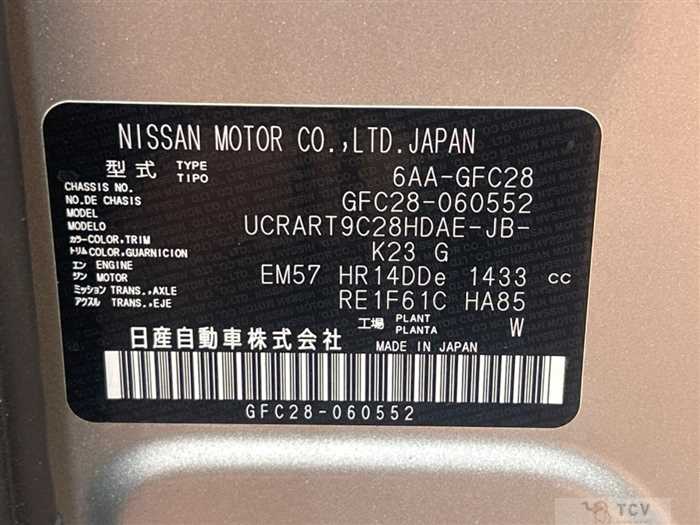 NISSAN MOTOR CO.,LTD.JAPAN
型式 TYPE TIPO 6AA-GFC28
CHASSIS NO. NO.DE CHASIS GFC28-060552
MODEL MODELO UCRART9C28HDAE-JB-
カラー COLOR,TRIM トリム COLOR,GUARNICION K23 G
エン ENGINE ジン MOTOR EM57 HR14DDe 1433 cc
ミッション TRANS.,AXLE アクスル TRANS.,EJE RE1F61C HA85
工場 PLANT PLANTA W
日産自動車株式会社 MADE IN JAPAN
GFC28-060552
TCV